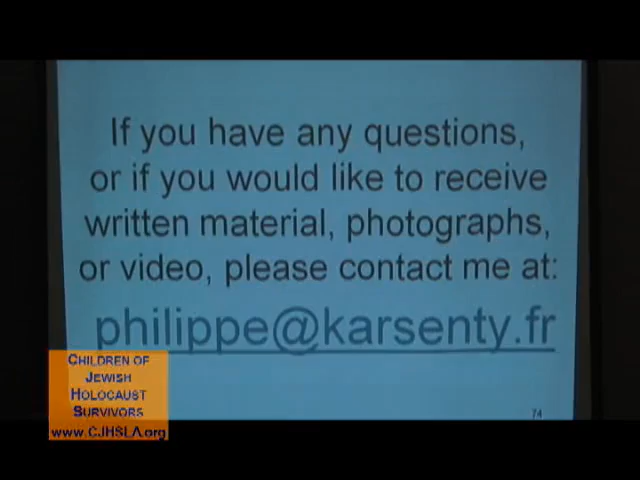 If you have any questions,
or if you would like to receive
written material, photographs,
or video, please contact me at:
philippe@karsenty.fr
74
CHILDREN OF
JEWISH
HOLOCAUST
SURVIVORS
www.CJHSLA.org